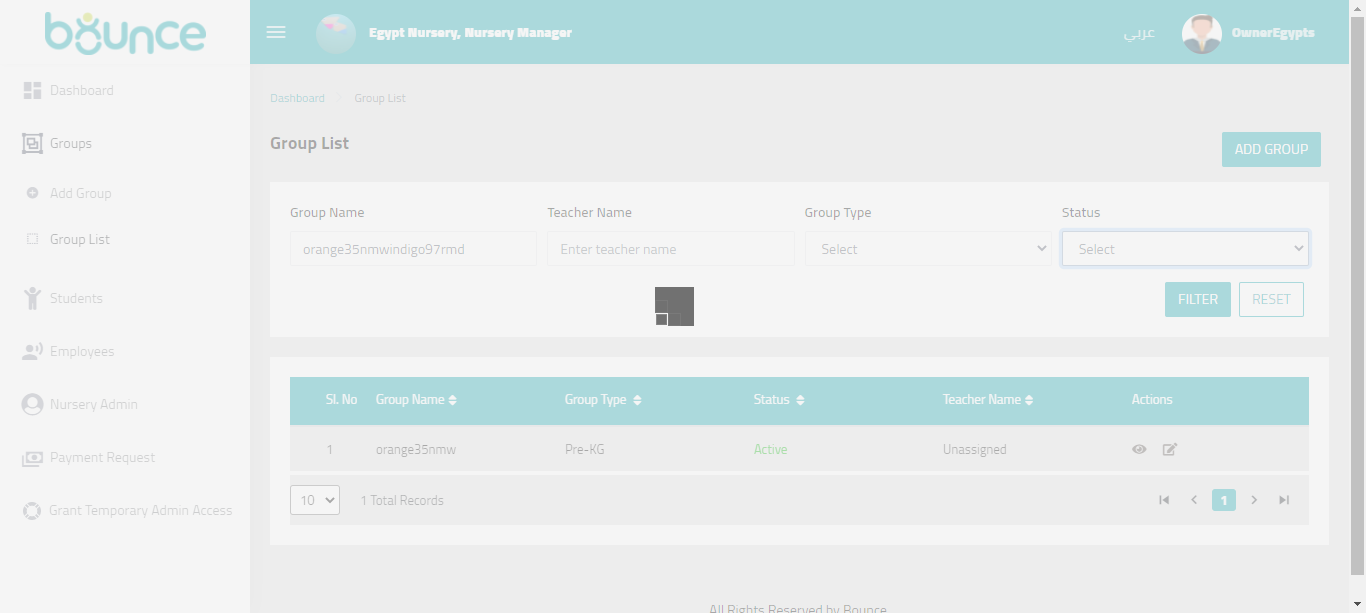 bounce
Egypt Nursery, Nursery Manager
عربي
OwnerEgypts
Dashboard
Groups
Add Group
Group List
Students
Employees
Nursery Admin
Payment Request
Grant Temporary Admin Access
Dashboard > Group List
Group List
ADD GROUP
Group Name Teacher Name Group Type Status
orange35nmwindigo97rmd Enter teacher name Select Select
FILTER RESET
Sl. No Group Name Group Type Status Teacher Name Actions
1 orange35nmw Pre-KG Active Unassigned
10 1 Total Records 1
All Rights Reserved by Bounce